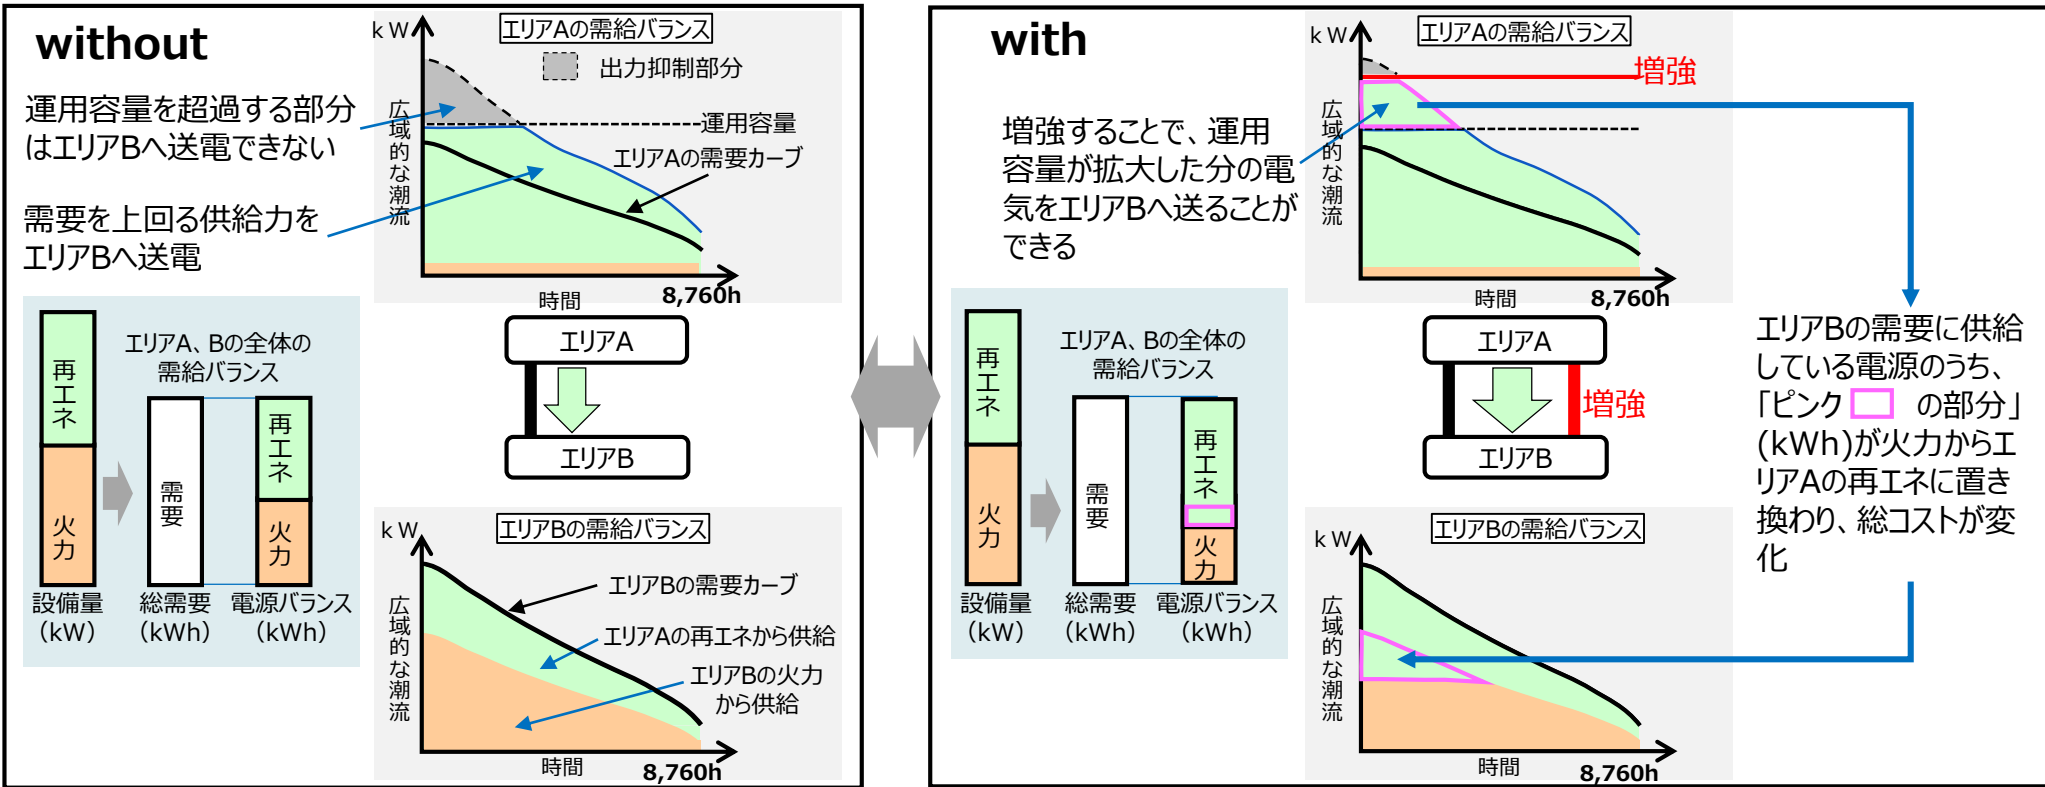 without
運用容量を超過する部分
はエリアBへ送電できない
需要を上回る供給力を
エリアBへ送電
kW
エリアAの需給バランス
出力抑制部分
広域的な潮流
運用容量
エリアAの需要カーブ
時間
8,760h
再エネ
火力
エリアA、Bの全体の
需給バランス
需要
再エネ
火力
設備量
（kW）
総需要
（kWh）
電源バランス
（kWh）
エリアA
エリアB
kW
エリアBの需給バランス
広域的な潮流
エリアBの需要カーブ
エリアAの再エネから供給
エリアBの火力
から供給
時間
8,760h
with
増強することで、運用
容量が拡大した分の電
気をエリアBへ送ることが
できる
kW
エリアAの需給バランス
増強
広域的な潮流
時間
8,760h
再エネ
火力
エリアA、Bの全体の
需給バランス
需要
再エネ
火力
設備量
（kW）
総需要
（kWh）
電源バランス
（kWh）
エリアA
増強
エリアB
kW
エリアBの需給バランス
広域的な潮流
時間
8,760h
エリアBの需要に供給
している電源のうち、
「ピンク の部分」
(kWh)が火力からエ
リアAの再エネに置き
換わり、総コストが変
化